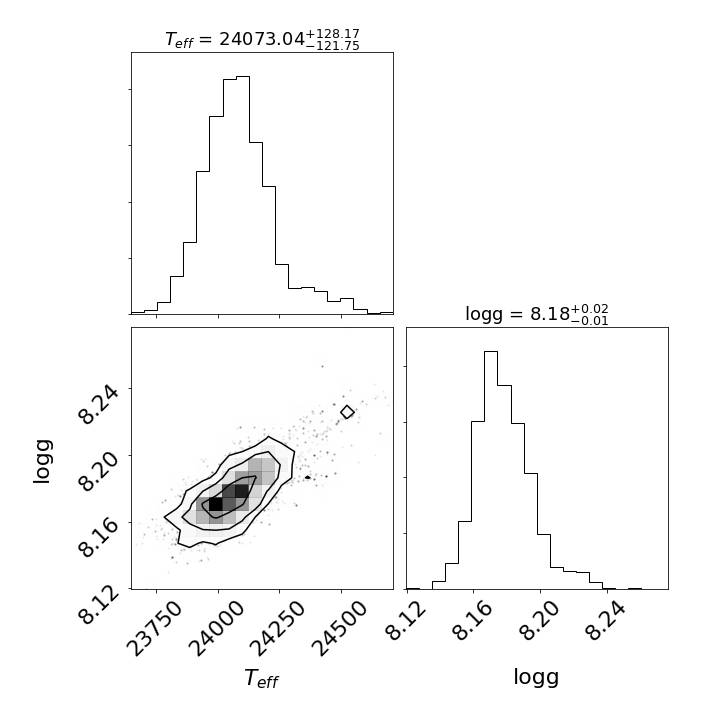 T_eff = 24073.04^{+128.17}_{-121.75}
logg = 8.18^{+0.02}_{-0.01}
8.24
8.20
8.16
8.12
logg
23750
24000
24250
24500
T_eff
8.12
8.16
8.20
8.24
logg